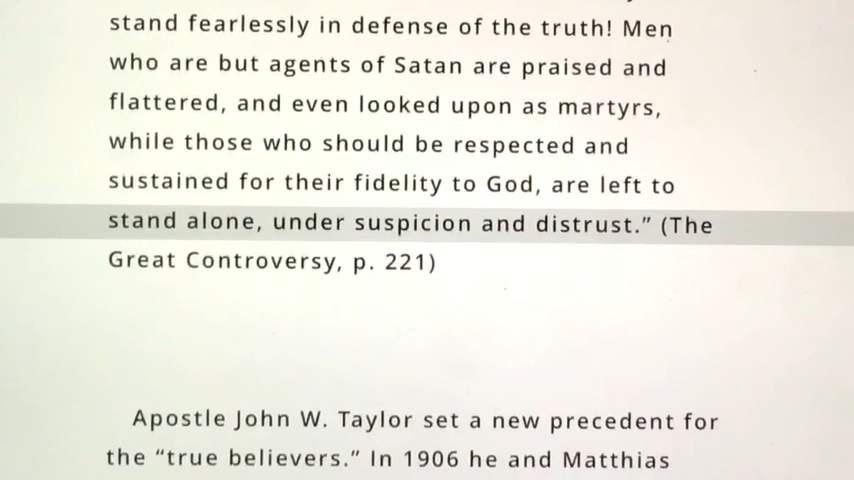 stand fearlessly in defense of the truth! Men
who are but agents of Satan are praised and
flattered, and even looked upon as martyrs,
while those who should be respected and
sustained for their fidelity to God, are left to
stand alone, under suspicion and distrust.” (The
Great Controversy, p. 221)
Apostle John W. Taylor set a new precedent for
the “true believers.” In 1906 he and Matthias